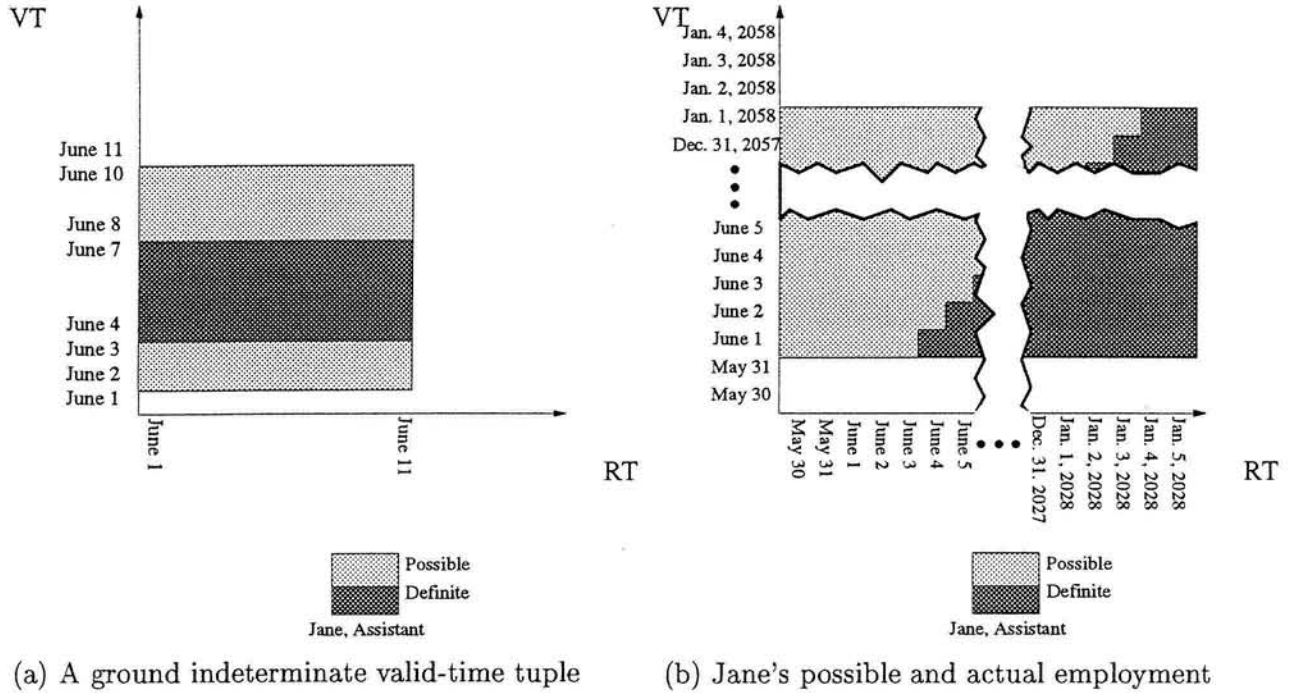 VT
June 11
June 10
June 8
June 7
June 4
June 3
June 2
June 1
June 1
June 11
RT
Possible
Definite
Jane, Assistant
(a) A ground indeterminate valid-time tuple
VT
Jan. 4, 2058
Jan. 3, 2058
Jan. 2, 2058
Jan. 1, 2058
Dec. 31, 2057
June 5
June 4
June 3
June 2
June 1
May 31
May 30
May 30
May 31
June 1
June 2
June 3
June 4
June 5
Dec. 31. 2027
Jan. 1, 2028
Jan. 2, 2028
Jan. 3, 2028
Jan. 4, 2028
Jan. 5, 2028
RT
Possible
Definite
Jane, Assistant
(b) Jane's possible and actual employment